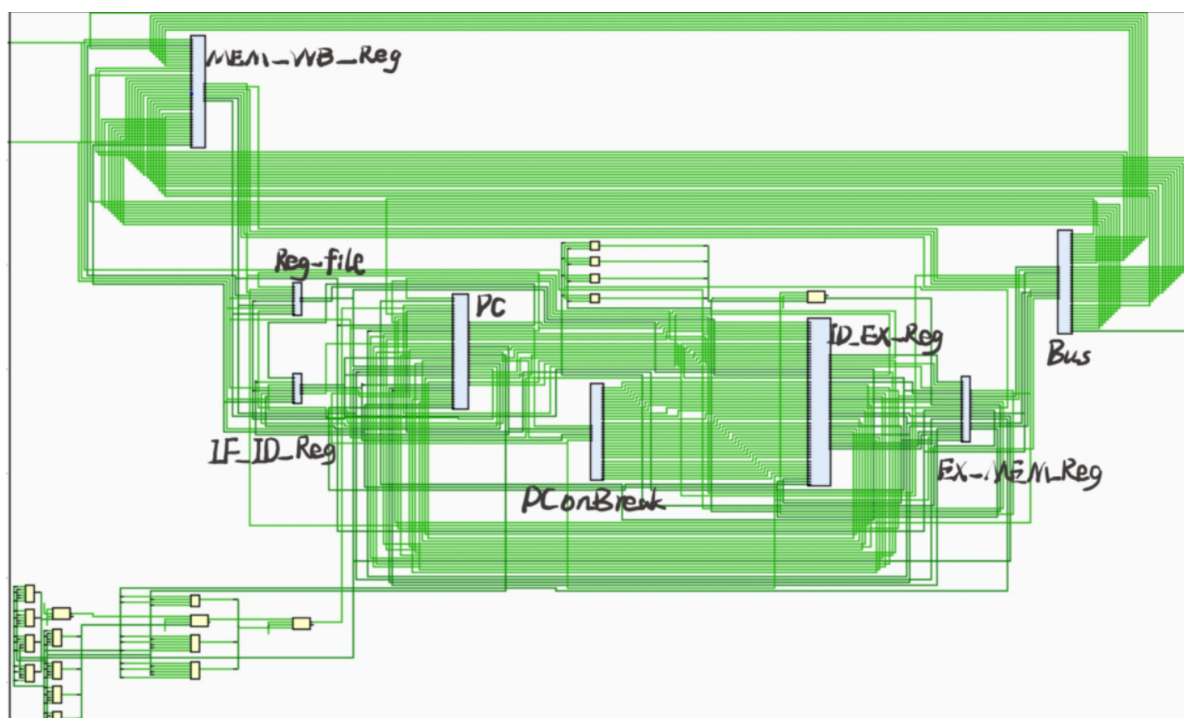 MEM_WB_Reg
Reg-file
PC
ID_EX_Reg
Bus
IF_ID_Reg
PConBreak
EX_MEM_Reg